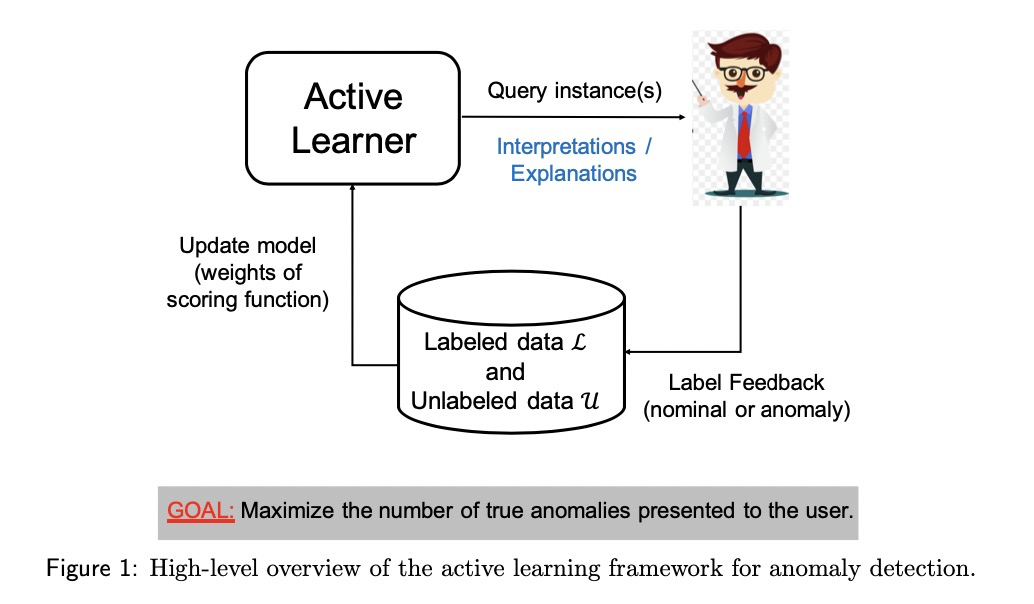 Active
Learner
Query instance(s)
Interpretations /
Explanations
Update model
(weights of
scoring function)
Labeled data ℒ
and
Unlabeled data 𝒰
Label Feedback
(nominal or anomaly)
GOAL: Maximize the number of true anomalies presented to the user.
Figure 1: High-level overview of the active learning framework for anomaly detection.